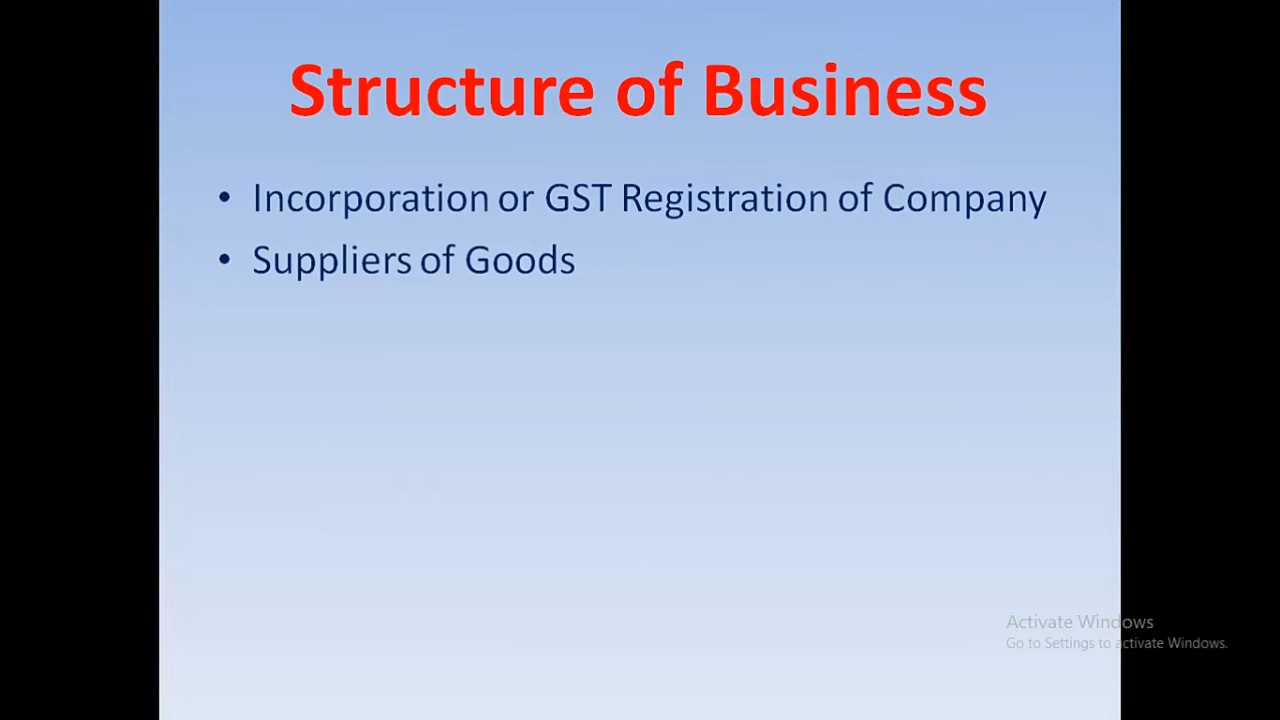 Structure of Business
• Incorporation or GST Registration of Company
• Suppliers of Goods
Activate Windows
Go to Settings to activate Windows.